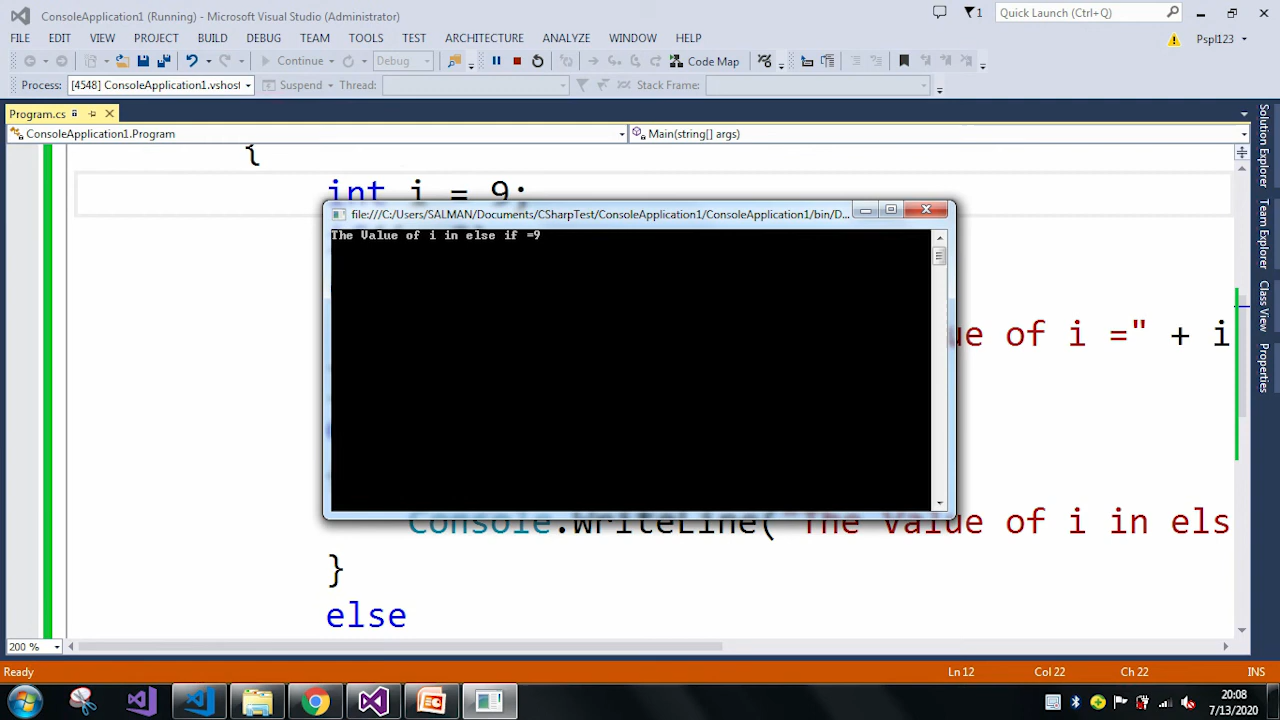 ConsoleApplication1 (Running) - Microsoft Visual Studio (Administrator)
1
Quick Launch (Ctrl+Q)
FILE EDIT VIEW PROJECT BUILD DEBUG TEAM TOOLS TEST ARCHITECTURE ANALYZE WINDOW HELP
Pspl123
Continue Debug Code Map
Process: [4548] ConsoleApplication1.vshost Suspend Thread: Stack Frame:
Program.cs
ConsoleApplication1.Program Main(string[] args)
{
int i = 9;
file:///C:/Users/SALMAN/Documents/CSharpTest/ConsoleApplication1/ConsoleApplication1/bin/D...
The Value of i in else if =9
ue of i =" + i
Console.WriteLine("The Value of i in els
}
else
200 %
Ready Ln 12 Col 22 Ch 22 INS
20:08
7/13/2020
Solution Explorer
Team Explorer
Class View
Properties